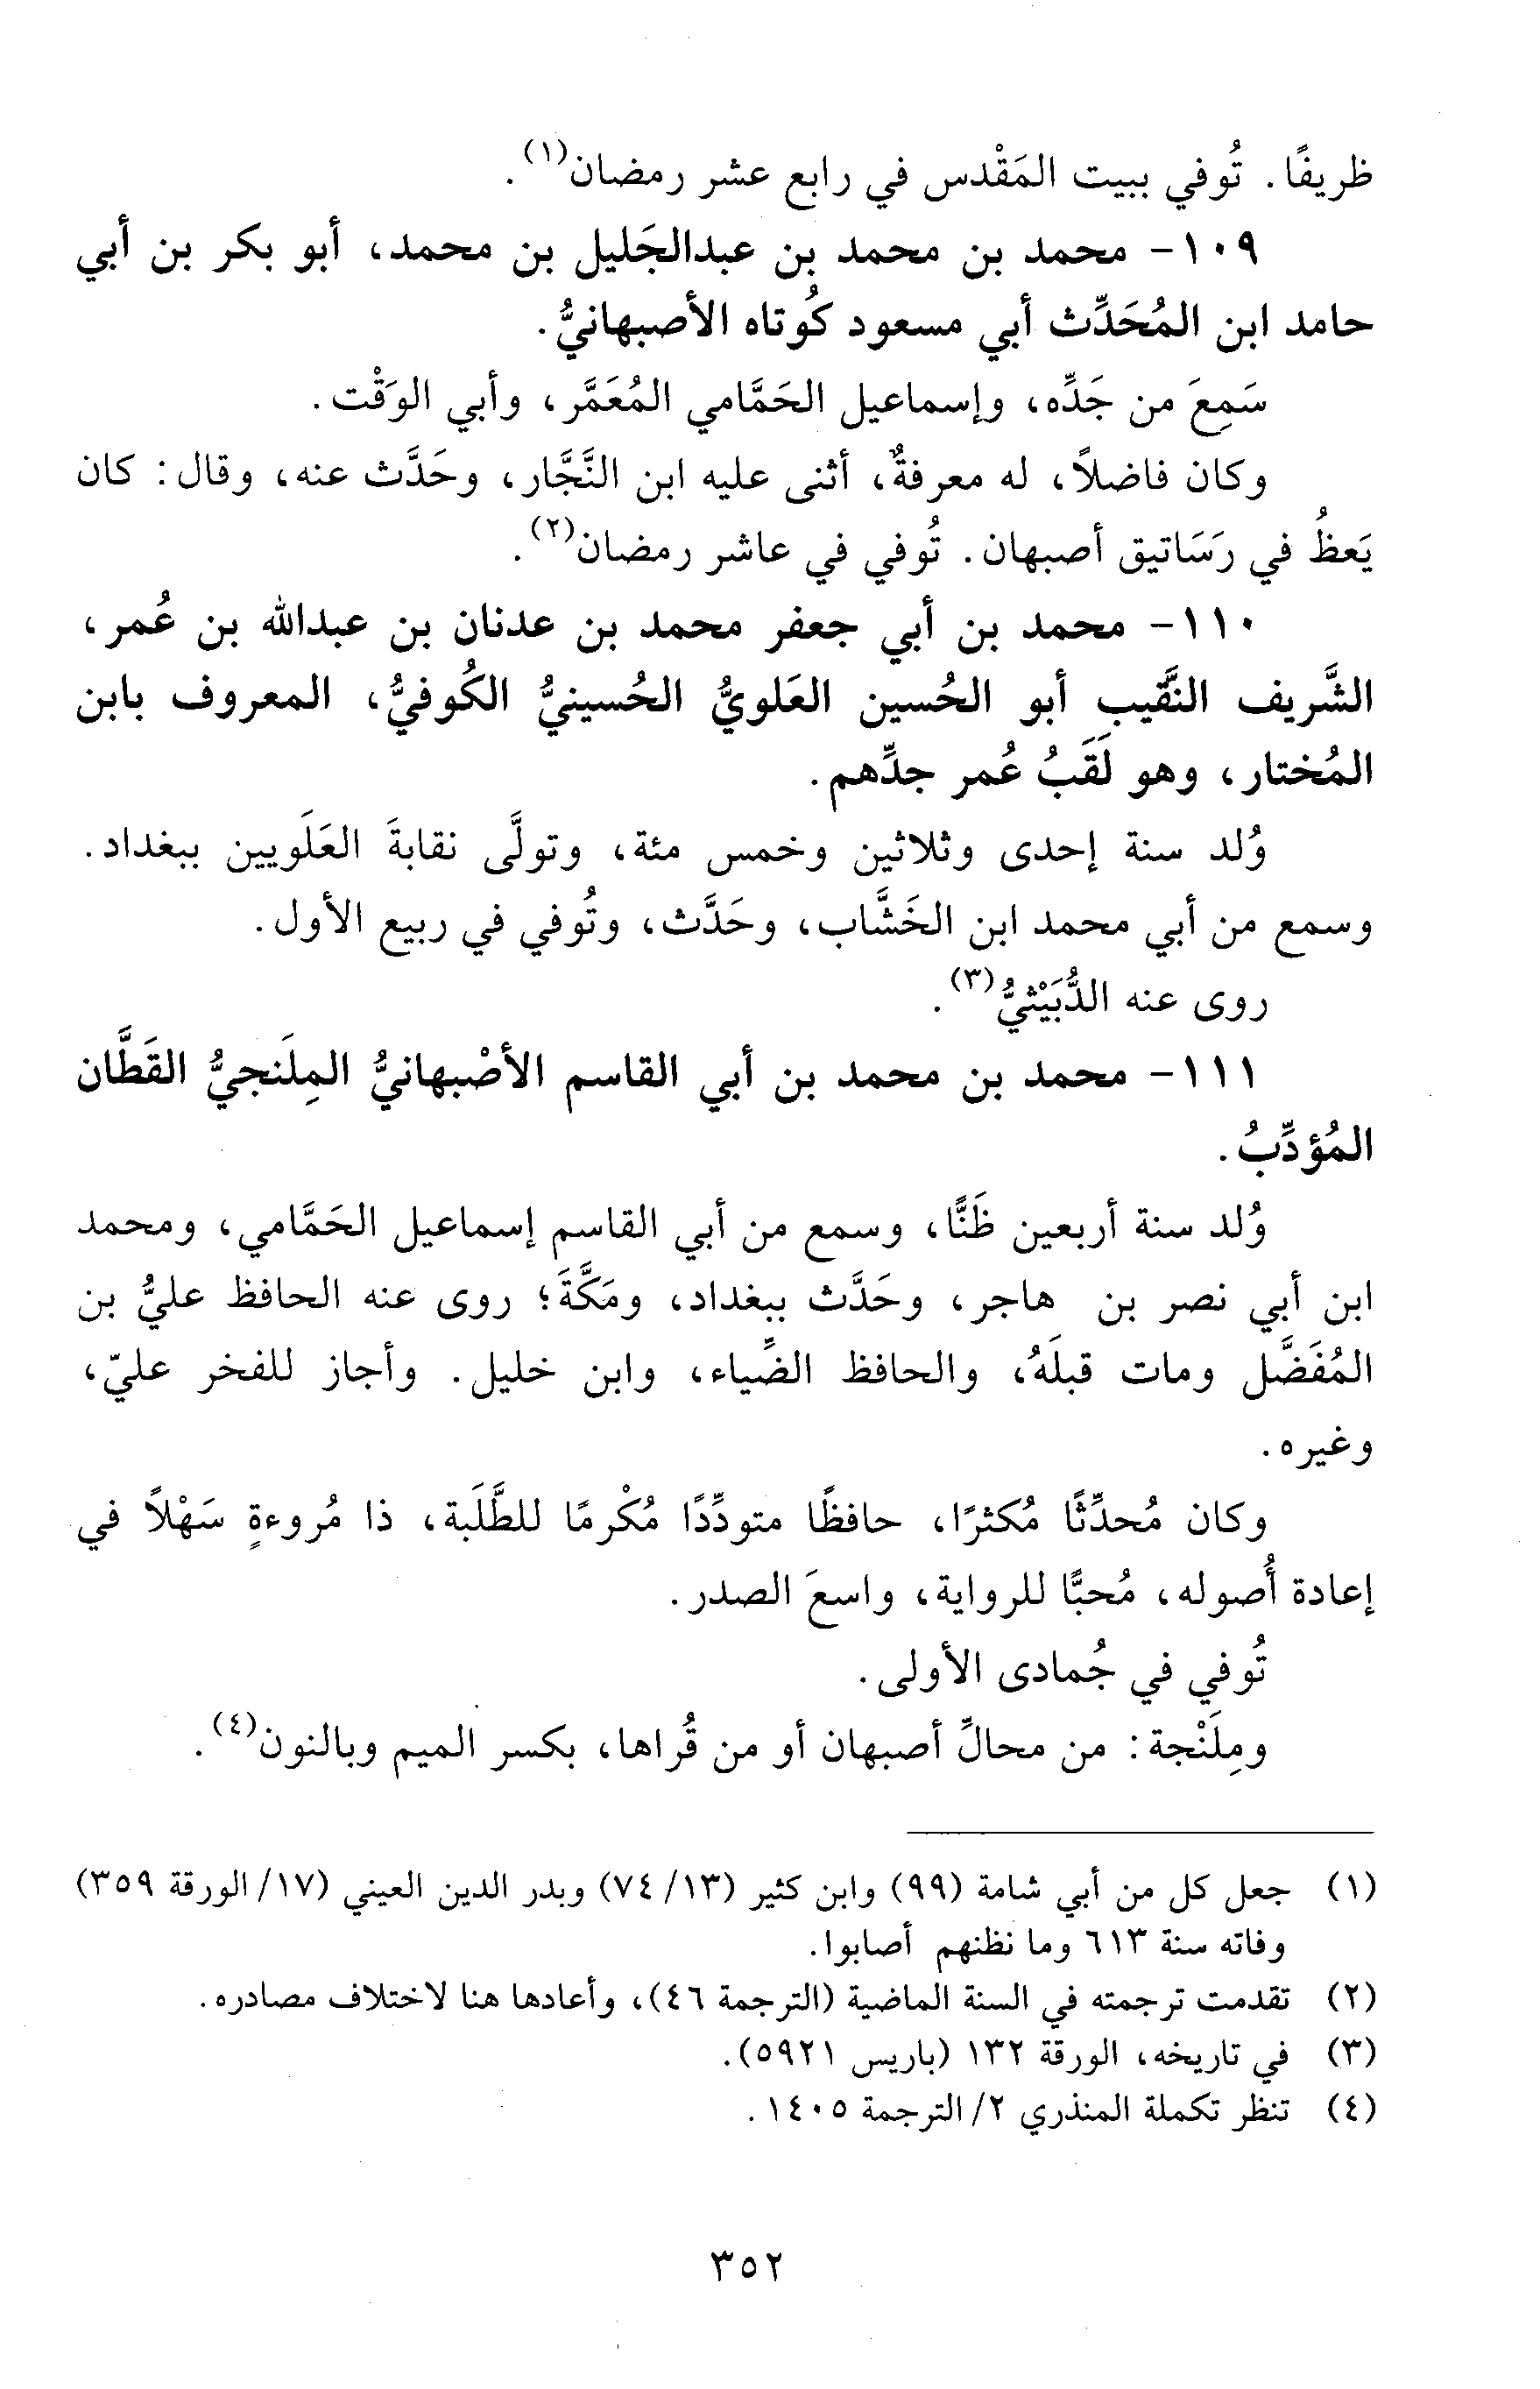 ظريفًا. تُوفي ببيت المَقْدس في رابع عشر رمضان(١).
١٠٩- محمد بن محمد بن عبدالجَليل بن محمد، أبو بكر بن أبي
حامد ابن المُحَدِّث أبي مسعود كُوتاه الأصبهانيُّ.
سَمِعَ من جَدِّه، وإسماعيل الحَمَّامي المُعَمَّر، وأبي الوَقْت.
وكان فاضلاً، له معرفةٌ، أثنى عليه ابن النَّجَّار، وحَدَّث عنه، وقال: كان
يَعظُ في رَسَاتيق أصبهان. تُوفي في عاشر رمضان(٢).
١١٠- محمد بن أبي جعفر محمد بن عدنان بن عبدالله بن عُمر،
الشَّريف النَّقيب أبو الحُسين العَلويُّ الحُسينيُّ الكُوفيُّ، المعروف بابن
المُختار، وهو لَقَبُ عُمر جدِّهم.
وُلد سنة إحدى وثلاثين وخمس مئة، وتولَّى نقابةَ العَلَويين ببغداد.
وسمع من أبي محمد ابن الخَشَّاب، وحَدَّث، وتُوفي في ربيع الأول.
روى عنه الدُّبَيْثيُّ(٣).
١١١- محمد بن محمد بن أبي القاسم الأصْبهانيُّ المِلَنجيُّ القَطَّان
المُؤدِّبُ.
وُلد سنة أربعين ظَنًّا، وسمع من أبي القاسم إسماعيل الحَمَّامي، ومحمد
ابن أبي نصر بن هاجر، وحَدَّث ببغداد، ومَكَّةَ؛ روى عنه الحافظ عليُّ بن
المُفَضَّل ومات قبلَهُ، والحافظ الضِّياء، وابن خليل. وأجاز للفخر عليّ،
وغيره.
وكان مُحدِّثًا مُكثرًا، حافظًا متودِّدًا مُكْرمًا للطَّلَبة، ذا مُروءةٍ سَهْلاً في
إعادة أُصوله، مُحبًّا للرواية، واسعَ الصدر.
تُوفي في جُمادى الأولى.
ومِلَنْجة: من محالِّ أصبهان أو من قُراها، بكسر الميم وبالنون(٤).
(١) جعل كل من أبي شامة (٩٩) وابن كثير (١٣/ ٧٤) وبدر الدين العيني (١٧/ الورقة ٣٥٩)
وفاته سنة ٦١٣ وما نظنهم أصابوا.
(٢) تقدمت ترجمته في السنة الماضية (الترجمة ٤٦)، وأعادها هنا لاختلاف مصادره.
(٣) في تاريخه، الورقة ١٣٢ (باريس ٥٩٢١).
(٤) تنظر تكملة المنذري ٢/ الترجمة ١٤٠٥.
٣٥٢